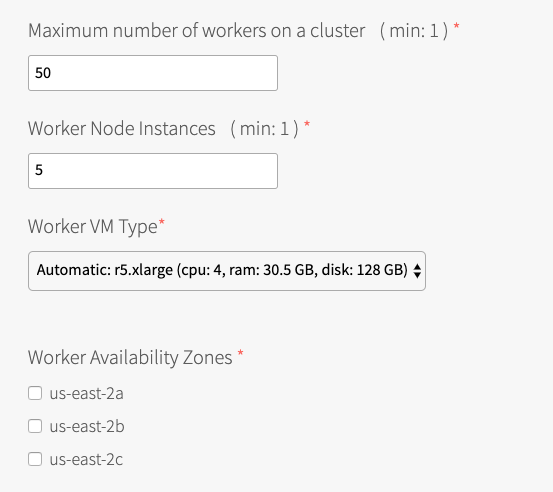 Maximum number of workers on a cluster ( min: 1 ) *
50
Worker Node Instances ( min: 1 ) *
5
Worker VM Type*
Automatic: r5.xlarge (cpu: 4, ram: 30.5 GB, disk: 128 GB)
Worker Availability Zones *
us-east-2a
us-east-2b
us-east-2c